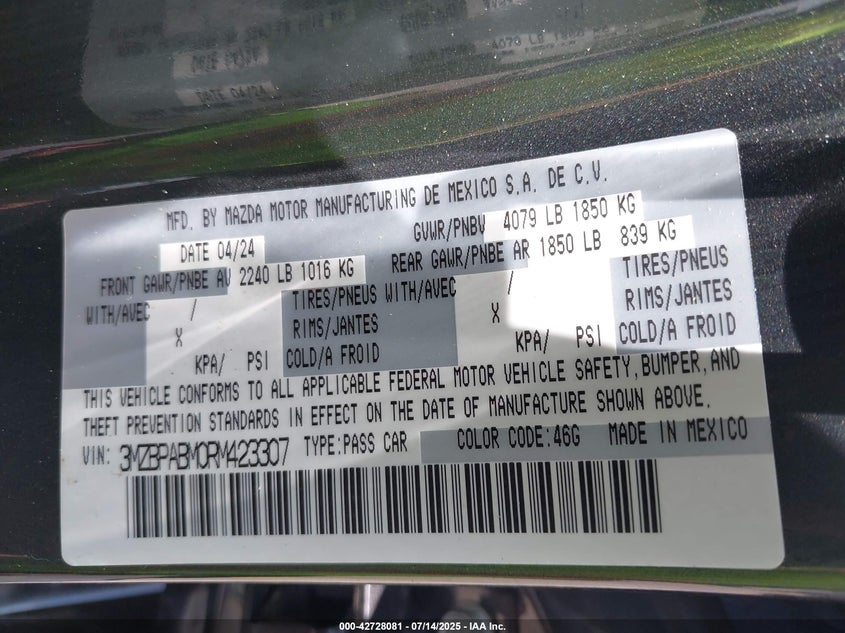 MFD. BY MAZDA MOTOR MANUFACTURING DE MEXICO S.A. DE C.V.
DATE 04/24 GVWR/PNBV 4079 LB 1850 KG
FRONT GAWR/PNBE AV 2240 LB 1016 KG REAR GAWR/PNBE AR 1850 LB 839 KG
WITH/AVEC / TIRES/PNEUS WITH/AVEC / TIRES/PNEUS
X RIMS/JANTES X RIMS/JANTES
KPA/ PSI COLD/A FROID KPA/ PSI COLD/A FROID
THIS VEHICLE CONFORMS TO ALL APPLICABLE FEDERAL MOTOR VEHICLE SAFETY, BUMPER, AND
THEFT PREVENTION STANDARDS IN EFFECT ON THE DATE OF MANUFACTURE SHOWN ABOVE.
VIN: 3MZBPABM0RM423307 TYPE:PASS CAR COLOR CODE:46G MADE IN MEXICO
000-42728081 | 07/14/2025 | IAA Inc.